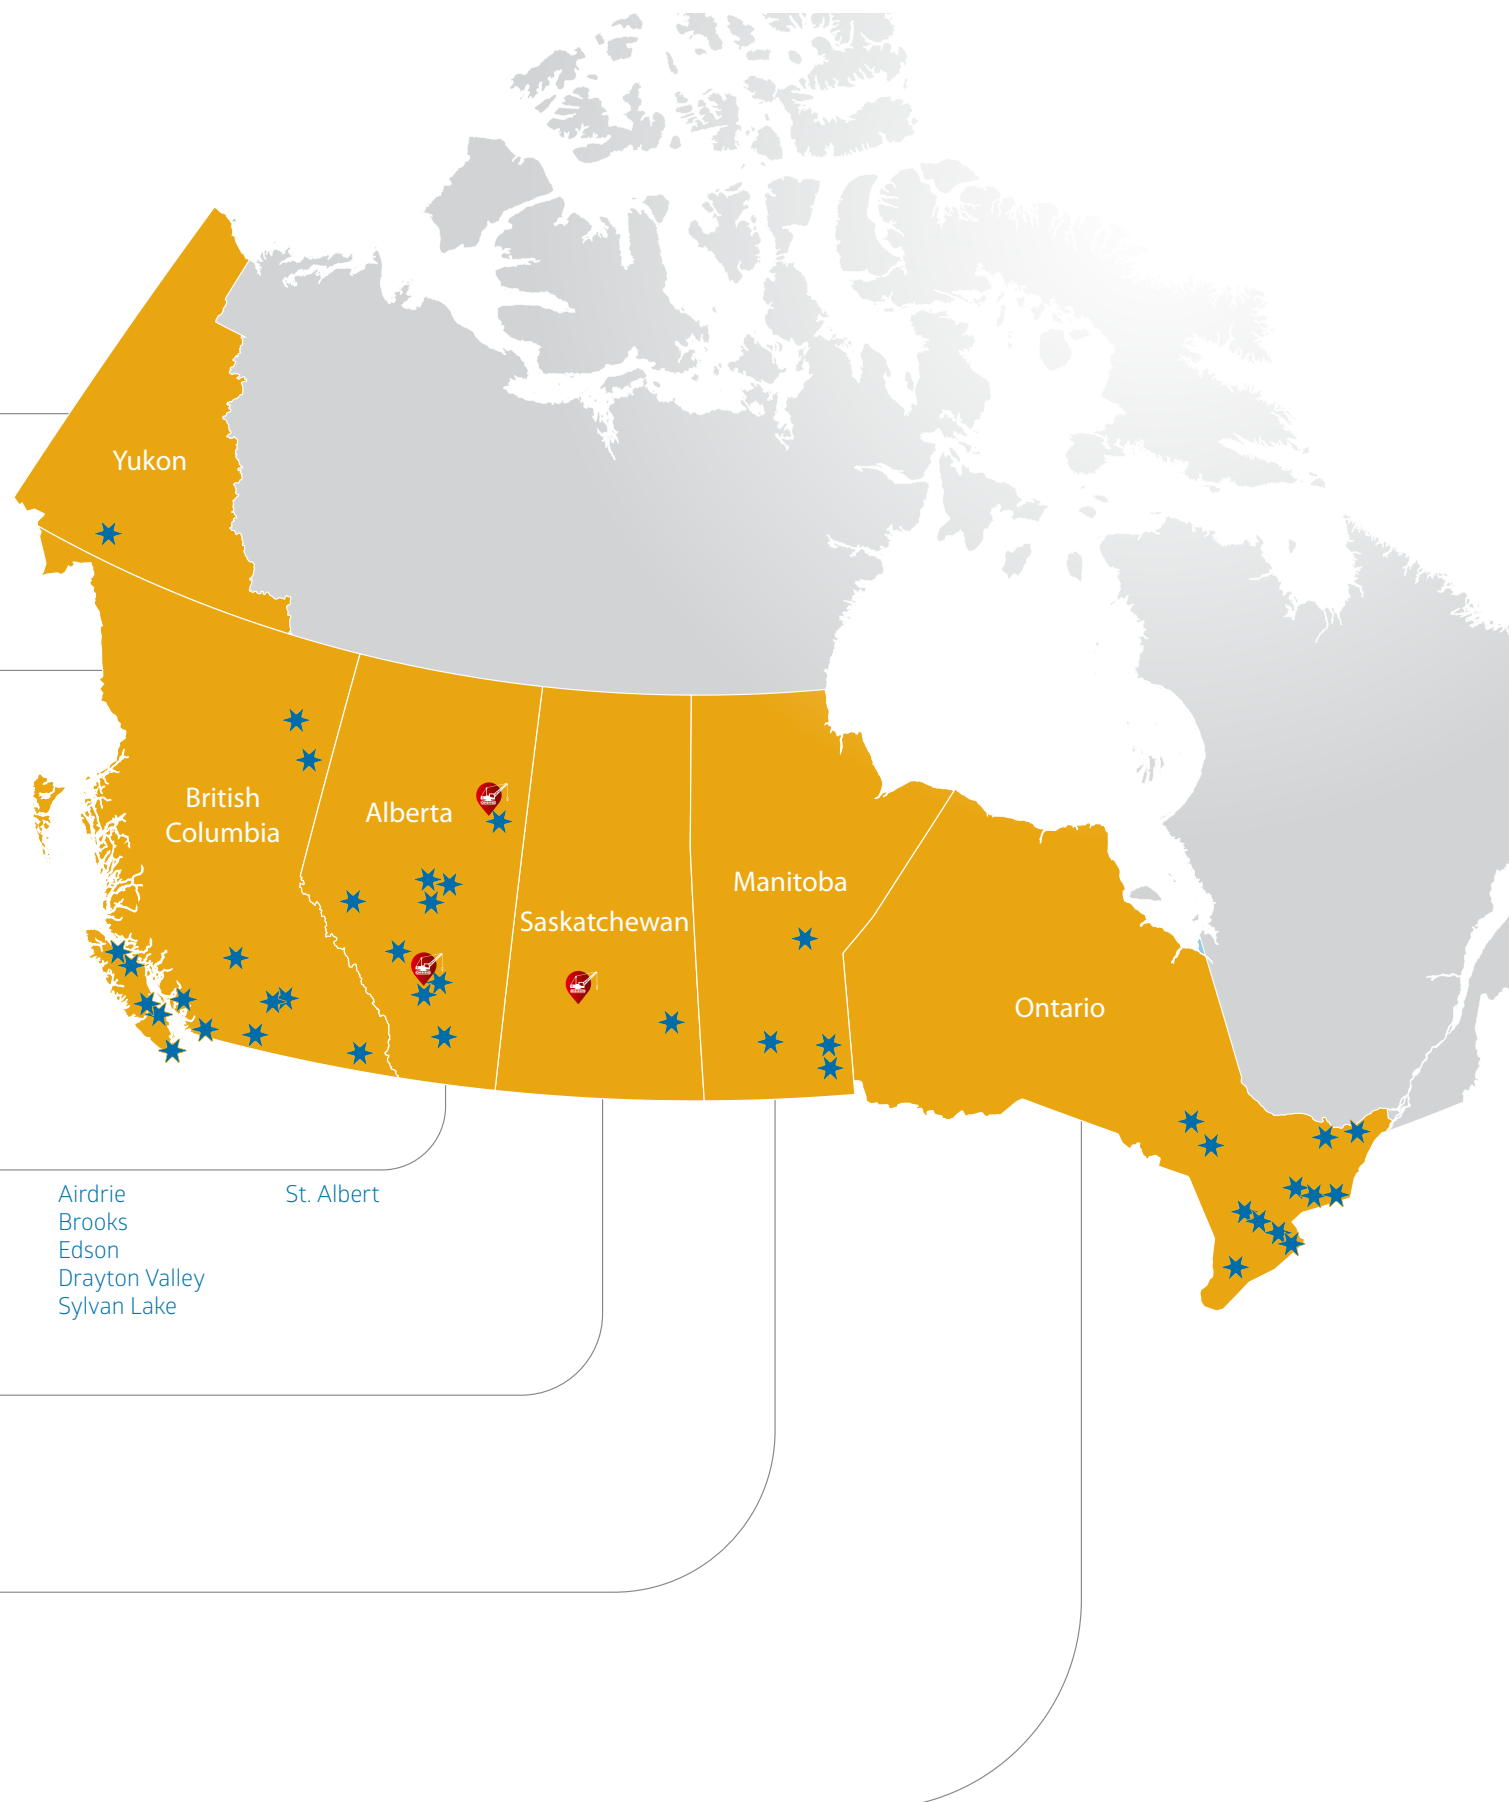 Yukon
British
Columbia
Alberta
Manitoba
Saskatchewan
Ontario
Airdrie
Brooks
Edson
Drayton Valley
Sylvan Lake
St. Albert